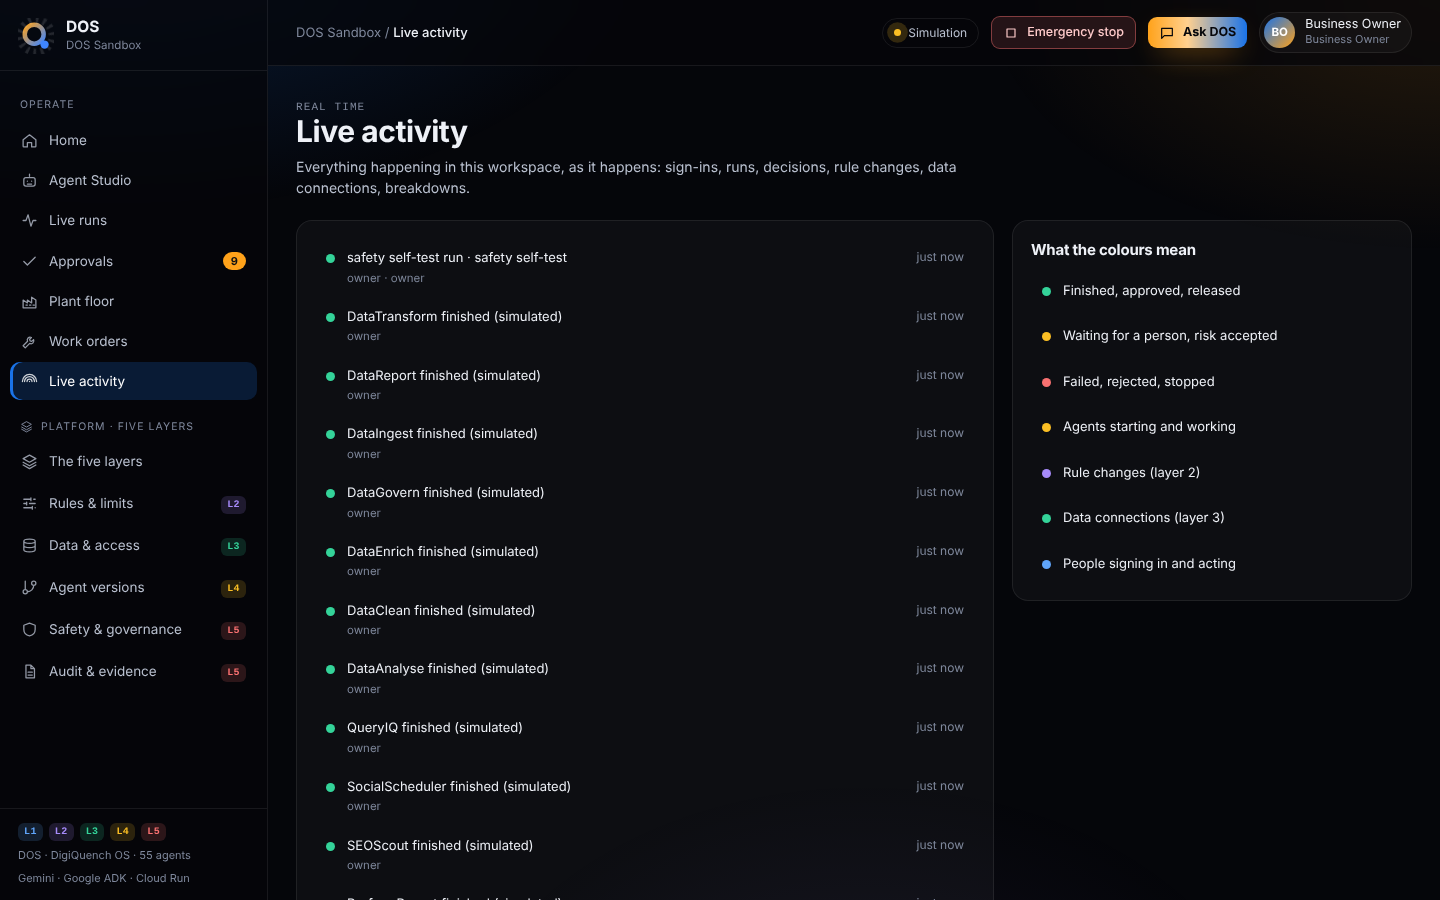 DOS
DOS Sandbox
OPERATE
Home
Agent Studio
Live runs
Approvals 9
Plant floor
Work orders
Live activity
PLATFORM · FIVE LAYERS
The five layers
Rules & limits L2
Data & access L3
Agent versions L4
Safety & governance L5
Audit & evidence L5
L1 L2 L3 L4 L5
DOS · DigiQuench OS · 55 agents
Gemini · Google ADK · Cloud Run
DOS Sandbox / Live activity
Simulation
Emergency stop
Ask DOS
BO
Business Owner
Business Owner
REAL TIME
Live activity
Everything happening in this workspace, as it happens: sign-ins, runs, decisions, rule changes, data
connections, breakdowns.
safety self-test run · safety self-test just now
owner · owner
DataTransform finished (simulated) just now
owner
DataReport finished (simulated) just now
owner
DataIngest finished (simulated) just now
owner
DataGovern finished (simulated) just now
owner
DataEnrich finished (simulated) just now
owner
DataClean finished (simulated) just now
owner
DataAnalyse finished (simulated) just now
owner
QueryIQ finished (simulated) just now
owner
SocialScheduler finished (simulated) just now
owner
SEOScout finished (simulated) just now
owner
What the colours mean
Finished, approved, released
Waiting for a person, risk accepted
Failed, rejected, stopped
Agents starting and working
Rule changes (layer 2)
Data connections (layer 3)
People signing in and acting